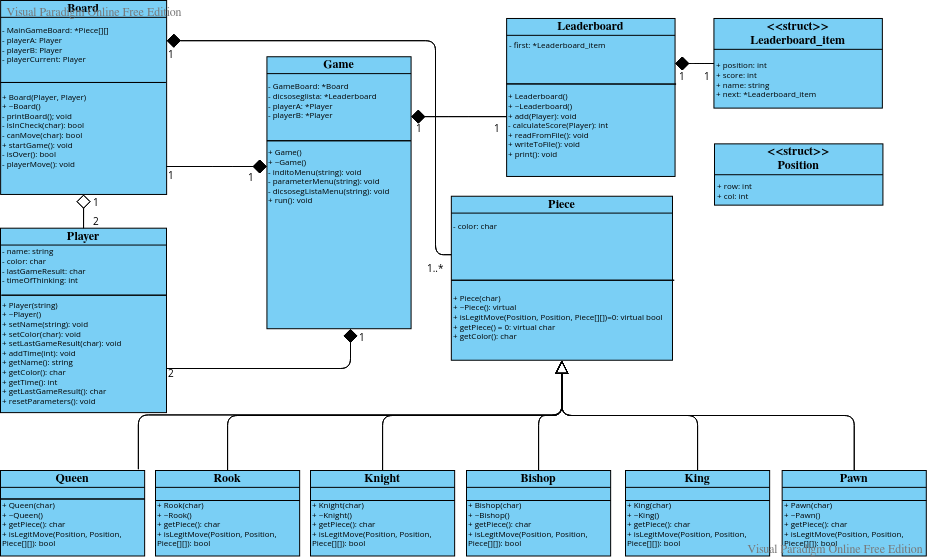 Visual Paradigm Online Free Edition
Board
- MainGameBoard: *Piece[][]
- playerA: Player
- playerB: Player
- playerCurrent: Player
+ Board(Player, Player)
+ ~Board()
- printBoard(); void
- isInCheck(char): bool
- canMove(char): bool
+ startGame(): void
- isOver(): bool
- playerMove(): void
1
1
1
2
Player
- name: string
- color: char
- lastGameResult: char
- timeOfThinking: int
+ Player(string)
+ ~Player()
+ setName(string): void
+ setColor(char): void
+ setLastGameResult(char): void
+ addTime(int): void
+ getName(): string
+ getColor(): char
+ getTime(): int
+ getLastGameResult(): char
+ resetParameters(): void
2
Game
- GameBoard: *Board
- dicsoseglista: *Leaderboard
- playerA: *Player
- playerB: *Player
+ Game()
+ ~Game()
- inditoMenu(string): void
- parameterMenu(string): void
- dicsosegListaMenu(string): void
+ run(): void
1
1
1
1
Leaderboard
- first: *Leaderboard_item
+ Leaderboard()
+ ~Leaderboard()
+ add(Player): void
- calculateScore(Player): int
+ readFromFile(): void
+ writeToFile(): void
+ print(): void
1
1
<<struct>>
Leaderboard_item
+ position: int
+ score: int
+ name: string
+ next: *Leaderboard_item
<<struct>>
Position
+ row: int
+ col: int
1..*
Piece
- color: char
+ Piece(char)
+ ~Piece(): virtual
+ isLegitMove(Position, Position, Piece[][])=0: virtual bool
+ getPiece() = 0: virtual char
+ getColor(): char
Queen
+ Queen(char)
+ ~Queen()
+ getPiece(): char
+ isLegitMove(Position, Position,
Piece[][]): bool
Rook
+ Rook(char)
+ ~Rook()
+ getPiece(): char
+ isLegitMove(Position, Position,
Piece[][]): bool
Knight
+ Knight(char)
+ ~Knight()
+ getPiece(): char
+ isLegitMove(Position, Position,
Piece[][]): bool
Bishop
+ Bishop(char)
+ ~Bishop()
+ getPiece(): char
+ isLegitMove(Position, Position,
Piece[][]): bool
King
+ King(char)
+ ~King()
+ getPiece(): char
+ isLegitMove(Position, Position,
Piece[][]): bool
Pawn
+ Pawn(char)
+ ~Pawn()
+ getPiece(): char
+ isLegitMove(Position, Position,
Piece[][]): bool
Visual Paradigm Online Free Edition